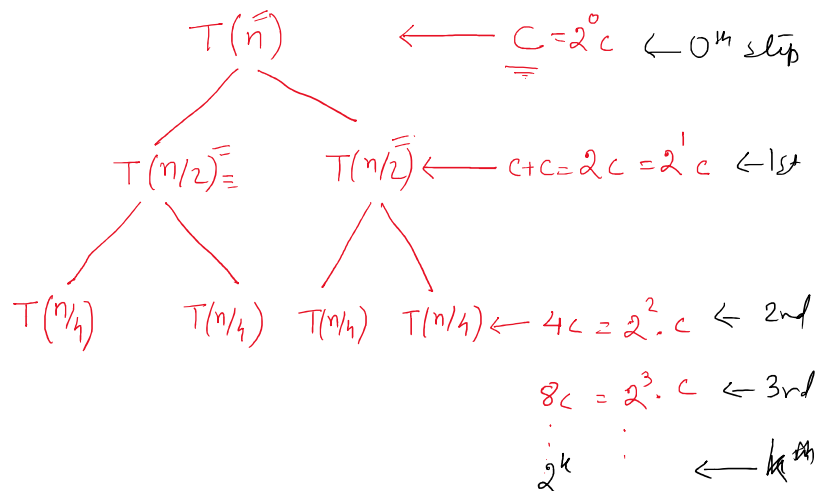 T(n) ← C = 2⁰c ← 0ᵗʰ step
T(n/2) T(n/2) ← c+c = 2c = 2¹c ← 1st
T(n/4) T(n/4) T(n/4) T(n/4) ← 4c = 2². c ← 2nd
8c = 2³. c ← 3rd
2ᵏ ← kᵗʰ